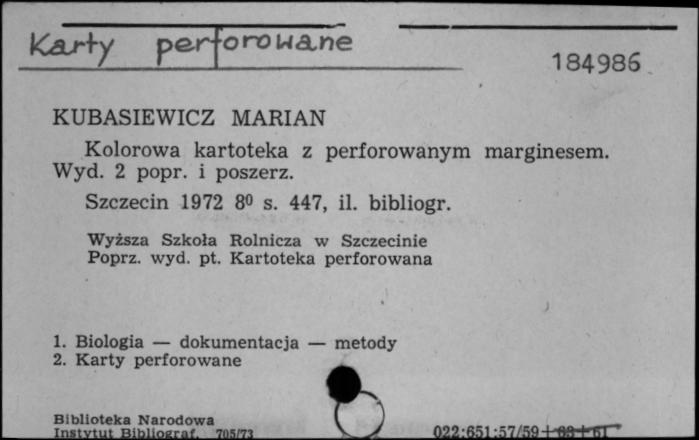 Karty perforowane
184986
KUBASIEWICZ MARIAN
Kolorowa kartoteka z perforowanym marginesem.
Wyd. 2 popr. i poszerz.
Szczecin 1972 8⁰ s. 447, il. bibliogr.
Wyższa Szkoła Rolnicza w Szczecinie
Poprz. wyd. pt. Kartoteka perforowana
1. Biologia — dokumentacja — metody
2. Karty perforowane
Biblioteka Narodowa
Instytut Bibliograf. 705/73
022:651:57/59+63+61